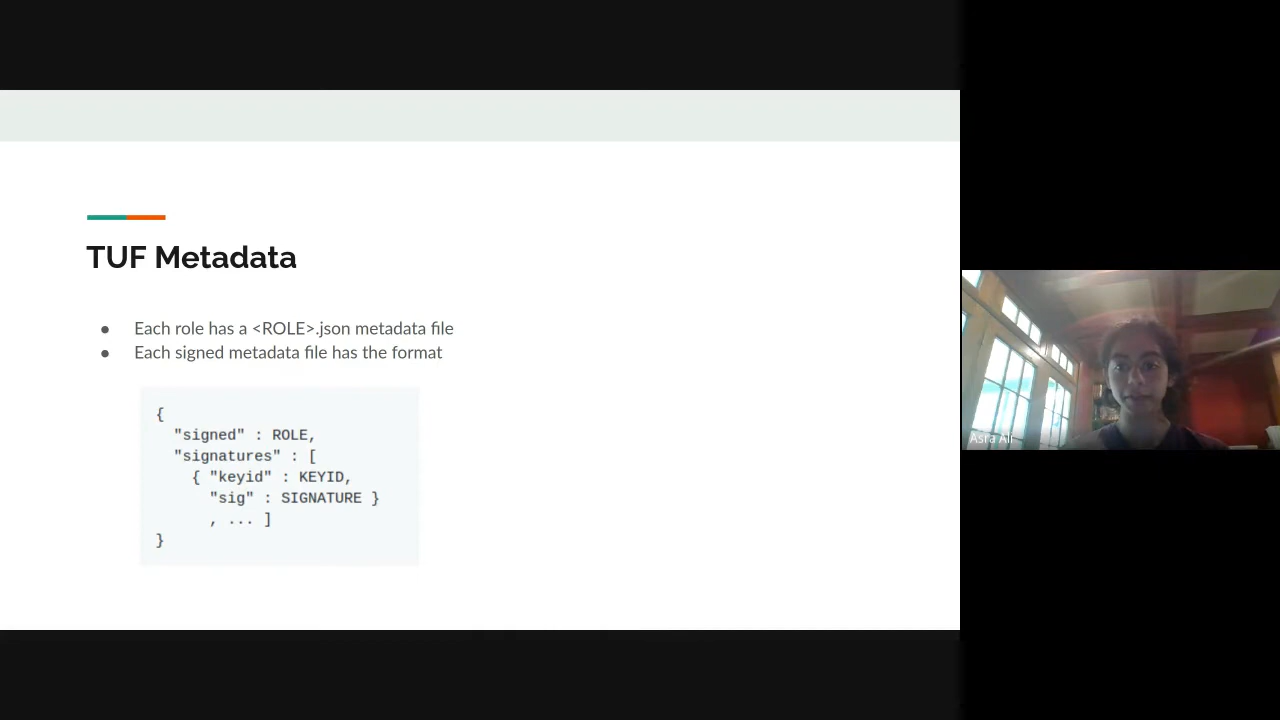 TUF Metadata
● Each role has a <ROLE>.json metadata file
● Each signed metadata file has the format
{
"signed" : ROLE,
"signatures" : [
{ "keyid" : KEYID,
"sig" : SIGNATURE }
, ... ]
}
Asra Ali